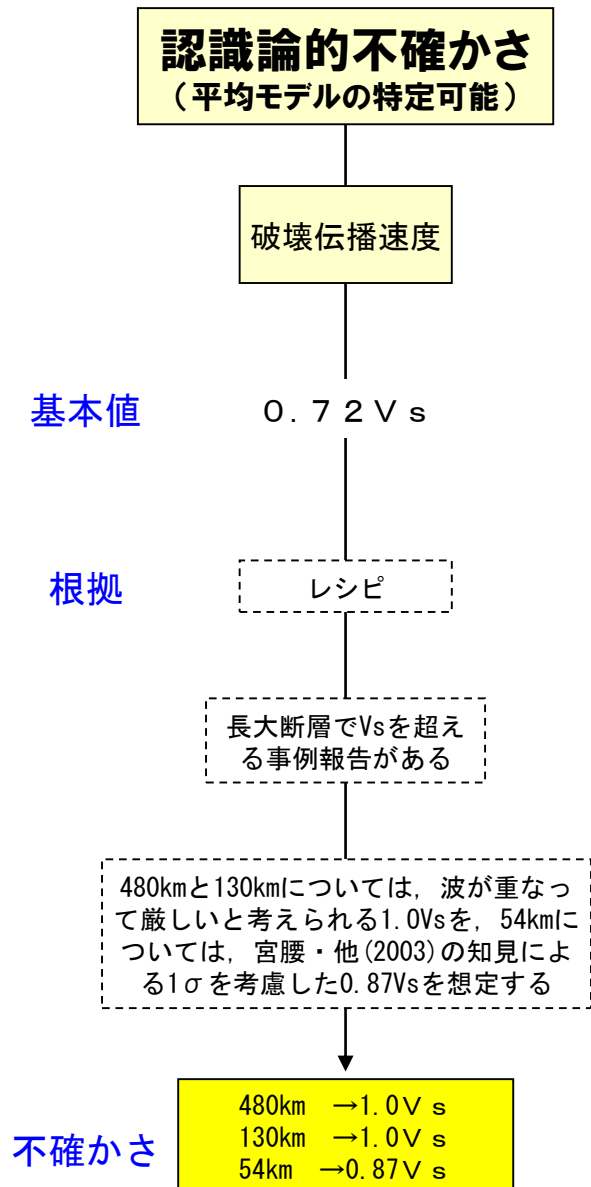 認識論的不確かさ
（平均モデルの特定可能）
破壊伝播速度
基本値
０．７２Ｖｓ
根拠
レシピ
長大断層でVsを超え
る事例報告がある
480kmと130kmについては，波が重なっ
て厳しいと考えられる1.0Vsを，54kmに
ついては，宮腰・他(2003)の知見によ
る1σを考慮した0.87Vsを想定する
不確かさ
480km →1.0Ｖｓ
130km →1.0Ｖｓ
54km →0.87Ｖｓ